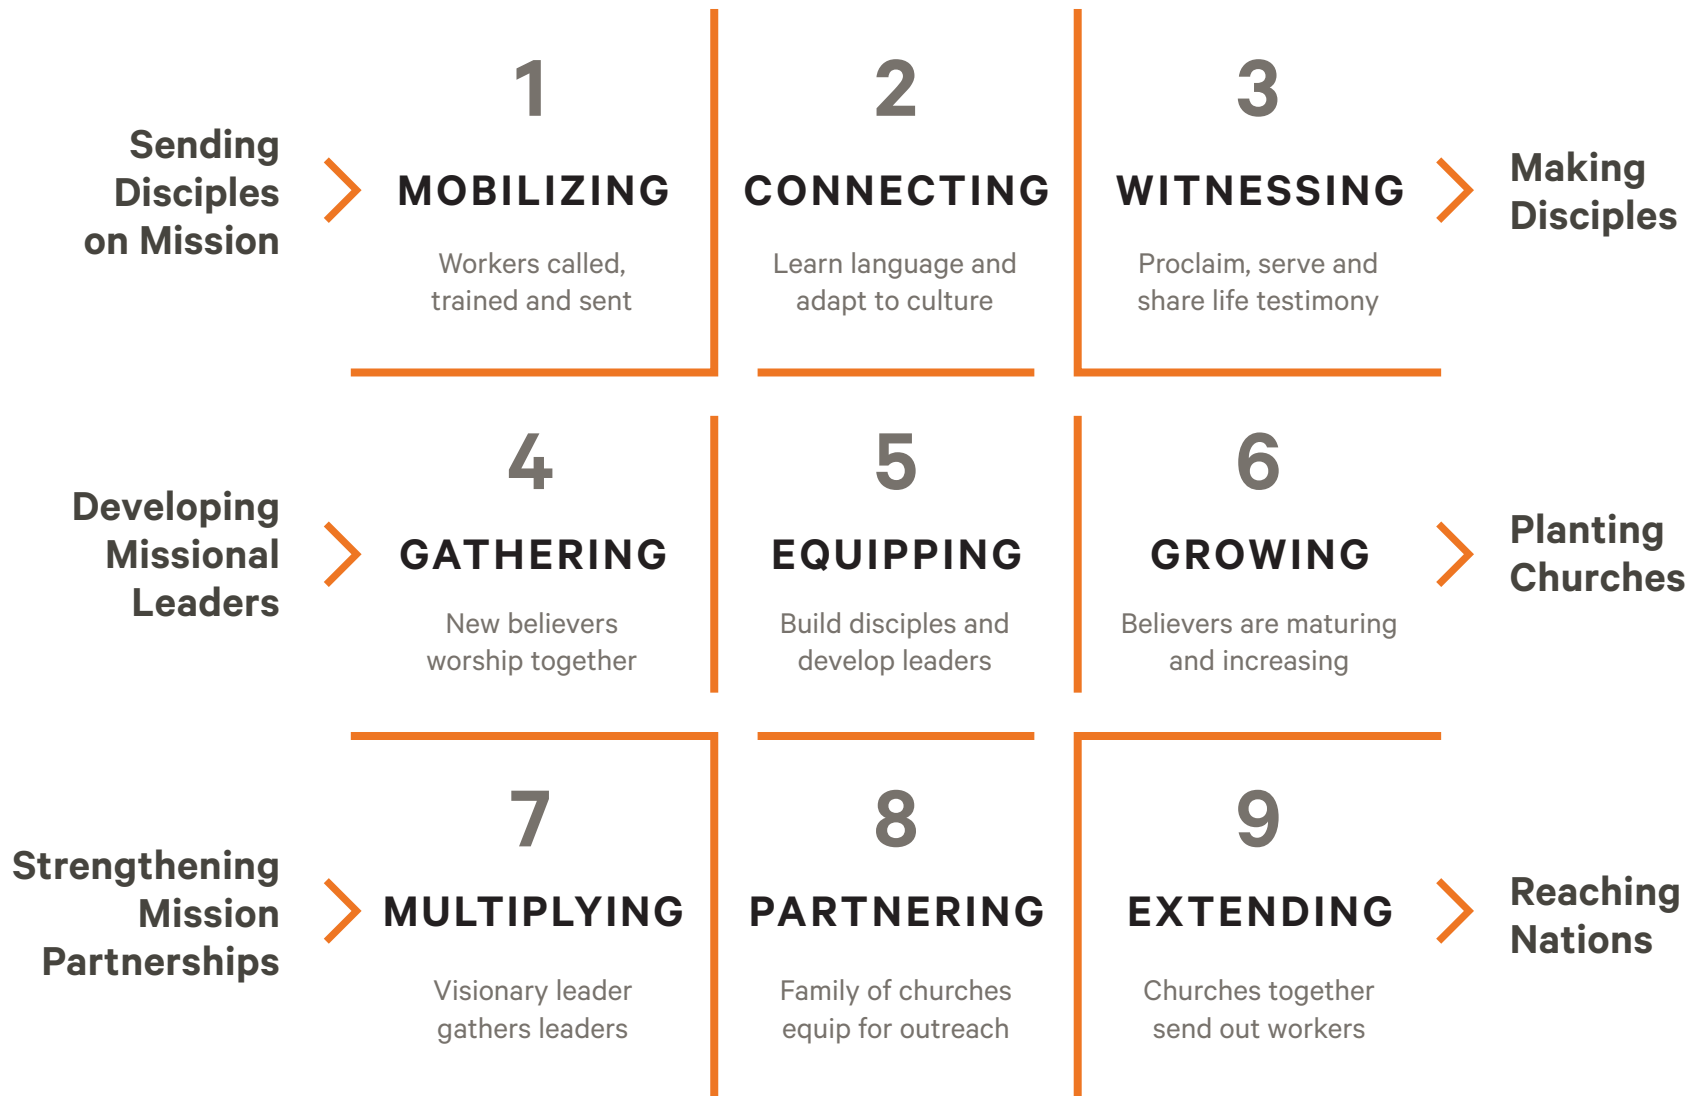 Sending
Disciples
on Mission
1
MOBILIZING
Workers called,
trained and sent
2
CONNECTING
Learn language and
adapt to culture
3
WITNESSING
Proclaim, serve and
share life testimony
Making
Disciples
Developing
Missional
Leaders
4
GATHERING
New believers
worship together
5
EQUIPPING
Build disciples and
develop leaders
6
GROWING
Believers are maturing
and increasing
Planting
Churches
Strengthening
Mission
Partnerships
7
MULTIPLYING
Visionary leader
gathers leaders
8
PARTNERING
Family of churches
equip for outreach
9
EXTENDING
Churches together
send out workers
Reaching
Nations